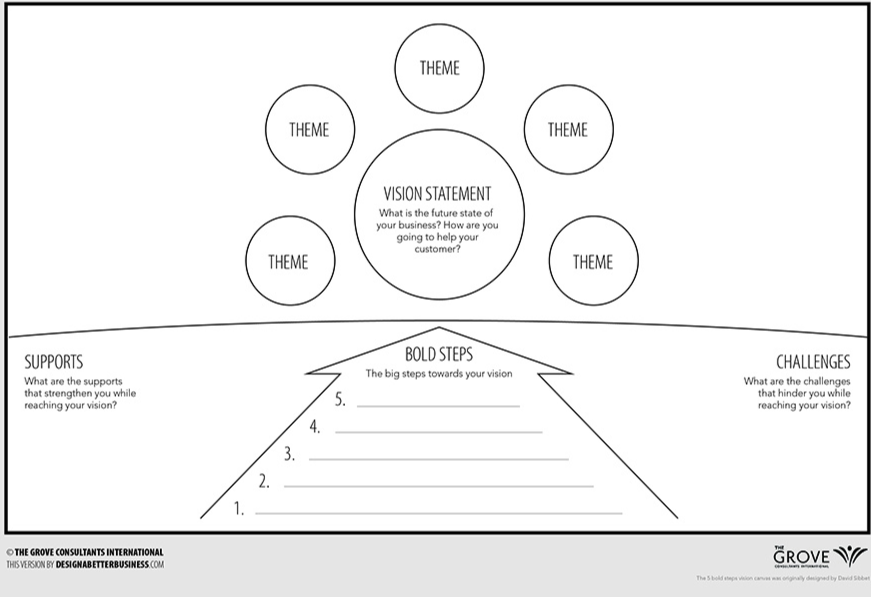 THEME
THEME
THEME
THEME
THEME
VISION STATEMENT
What is the future state of
your business? How are you
going to help your
customer?
SUPPORTS
What are the supports
that strengthen you while
reaching your vision?
BOLD STEPS
The big steps towards your vision
5.
4.
3.
2.
1.
CHALLENGES
What are the challenges
that hinder you while
reaching your vision?
© THE GROVE CONSULTANTS INTERNATIONAL
THIS VERSION BY DESIGNABETTERBUSINESS.COM
THE
GROVE
CONSULTANTS INTERNATIONAL
The 5 bold steps vision canvas was originally designed by David Sibbet